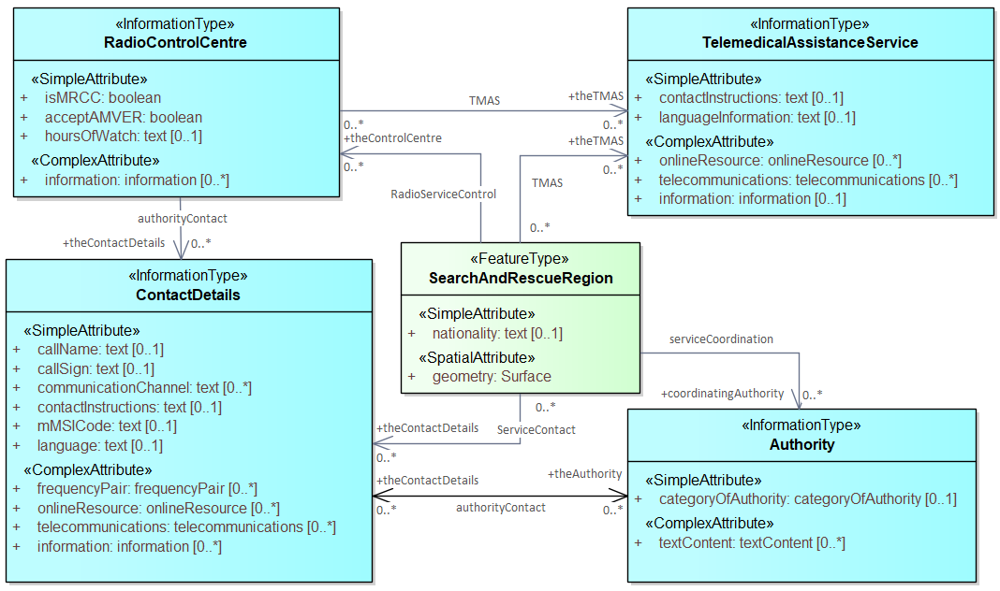 «InformationType»
RadioControlCentre
«SimpleAttribute»
+ isMRCC: boolean
+ acceptAMVER: boolean
+ hoursOfWatch: text [0..1]
«ComplexAttribute»
+ information: information [0..*]
«InformationType»
TelemedicalAssistanceService
«SimpleAttribute»
+ contactInstructions: text [0..1]
+ languageInformation: text [0..1]
«ComplexAttribute»
+ onlineResource: onlineResource [0..*]
+ telecommunications: telecommunications [0..*]
+ information: information [0..1]
TMAS
+theTMAS
0..*
0..*
+theControlCentre
0..*
+theTMAS
0..*
TMAS
RadioServiceControl
0..*
authorityContact
+theContactDetails
0..*
«InformationType»
ContactDetails
«SimpleAttribute»
+ callName: text [0..1]
+ callSign: text [0..1]
+ communicationChannel: text [0..*]
+ contactInstructions: text [0..1]
+ mMSICode: text [0..1]
+ language: text [0..1]
«ComplexAttribute»
+ frequencyPair: frequencyPair [0..*]
+ onlineResource: onlineResource [0..*]
+ telecommunications: telecommunications [0..*]
+ information: information [0..*]
«FeatureType»
SearchAndRescueRegion
«SimpleAttribute»
+ nationality: text [0..1]
«SpatialAttribute»
+ geometry: Surface
serviceCoordination
+coordinatingAuthority
0..*
0..*
+theContactDetails
ServiceContact
0..*
+theContactDetails
+theAuthority
0..*
authorityContact
0..*
«InformationType»
Authority
«SimpleAttribute»
+ categoryOfAuthority: categoryOfAuthority [0..1]
«ComplexAttribute»
+ textContent: textContent [0..*]